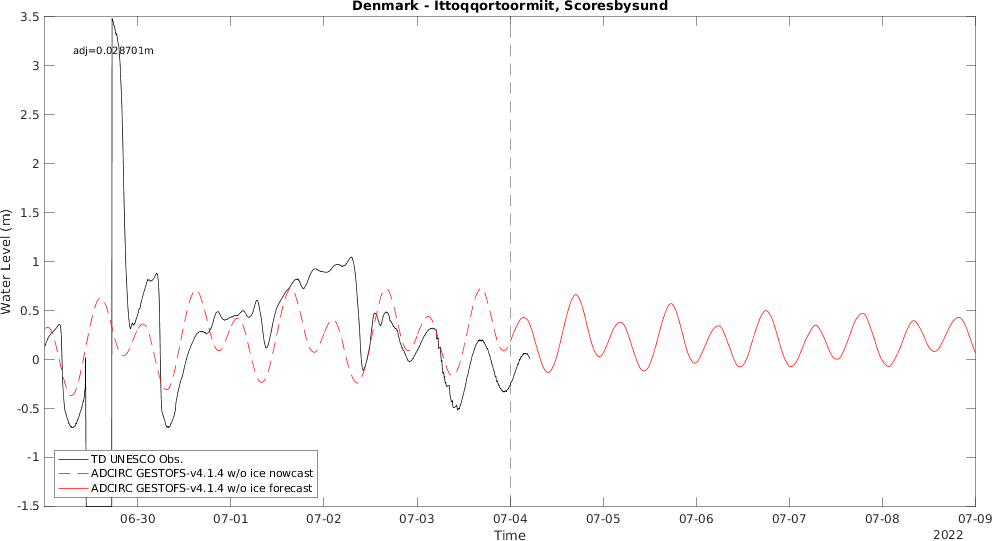 Denmark - Ittoqqortoormiit, Scoresbysund
3.5
adj=0.028701m
3
2.5
2
1.5
1
0.5
0
-0.5
-1
-1.5
Water Level (m)
TD UNESCO Obs.
ADCIRC GESTOFS-v4.1.4 w/o ice nowcast
ADCIRC GESTOFS-v4.1.4 w/o ice forecast
06-30 07-01 07-02 07-03 07-04 07-05 07-06 07-07 07-08 07-09
Time
2022